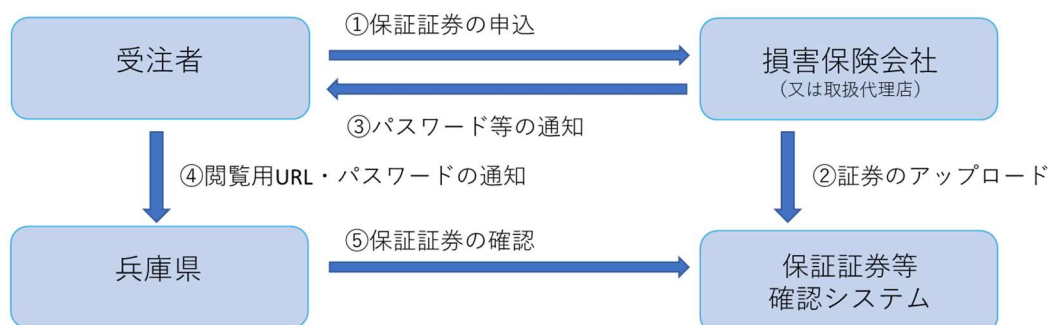 ①保証証券の申込
受注者
損害保険会社
（又は取扱代理店）
③パスワード等の通知
④閲覧用URL・パスワードの通知
②証券のアップロード
⑤保証証券の確認
兵庫県
保証証券等
確認システム